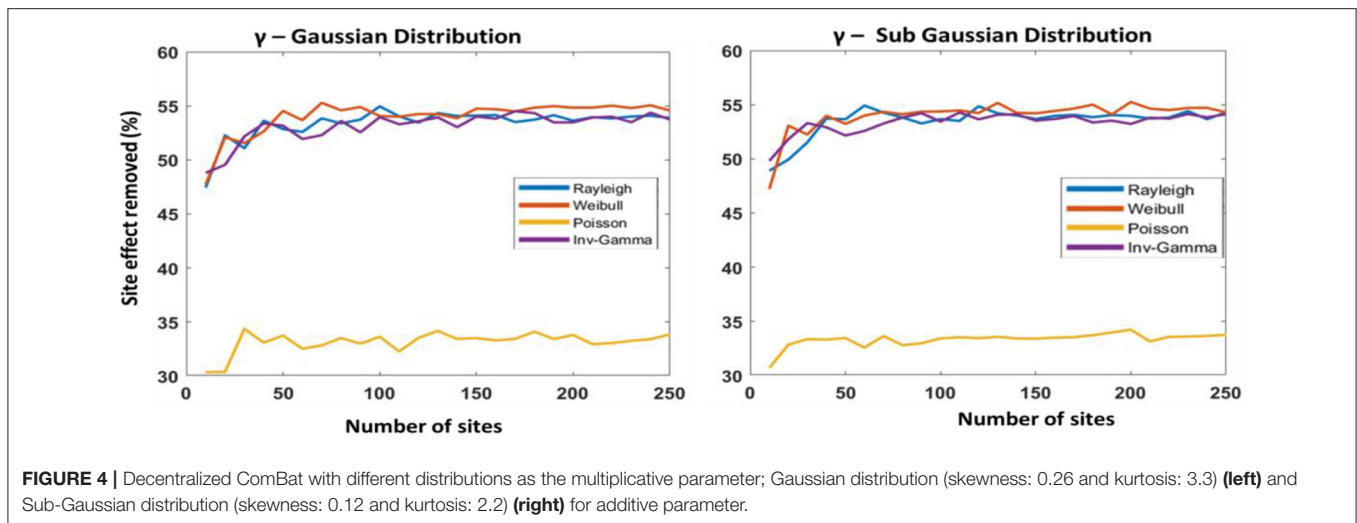 γ – Gaussian Distribution
60
55
50
45
40
35
30
Site effect removed (%)
Rayleigh
Weibull
Poisson
Inv-Gamma
0 50 100 150 200 250
Number of sites
γ – Sub Gaussian Distribution
60
55
50
45
40
35
30
Rayleigh
Weibull
Poisson
Inv-Gamma
0 50 100 150 200 250
Number of sites
FIGURE 4 | Decentralized ComBat with different distributions as the multiplicative parameter; Gaussian distribution (skewness: 0.26 and kurtosis: 3.3) (left) and
Sub-Gaussian distribution (skewness: 0.12 and kurtosis: 2.2) (right) for additive parameter.